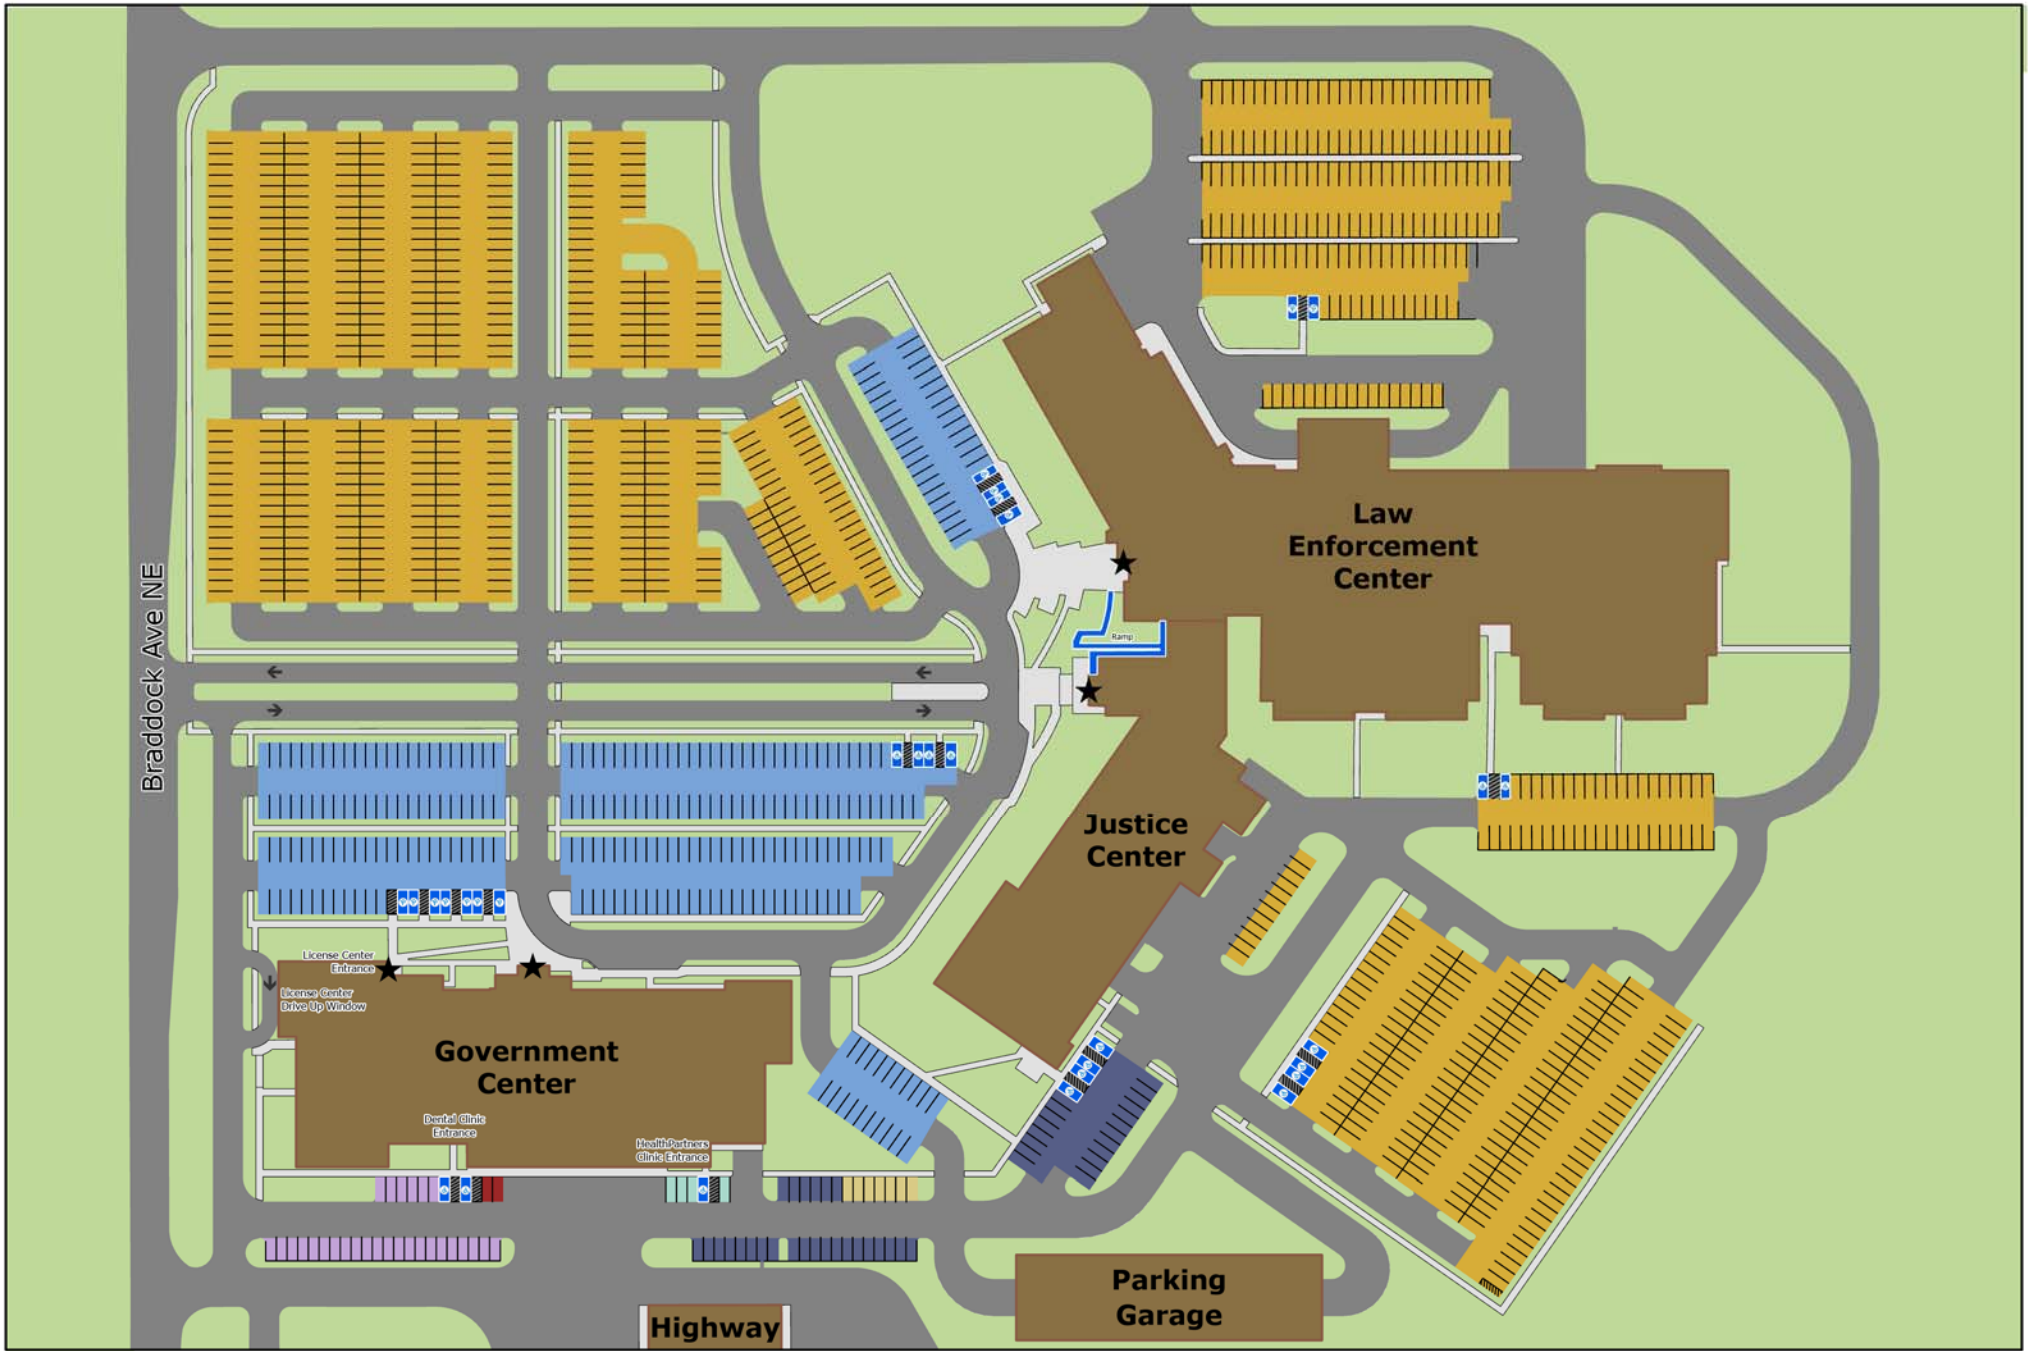 Law
Enforcement
Center
Braddock Ave NE
Ramp
Justice
Center
License Center
Entrance
License Center
Drive Up Window
Government
Center
Dental Clinic
Entrance
HealthPartners
Clinic Entrance
Parking
Garage
Highway